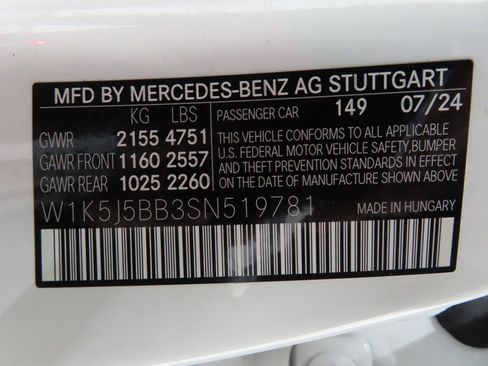 MFD BY MERCEDES-BENZ AG STUTTGART
KG LBS PASSENGER CAR 149 07/24
GVWR 2155 4751 THIS VEHICLE CONFORMS TO ALL APPLICABLE
GAWR FRONT 1160 2557 U.S. FEDERAL MOTOR VEHICLE SAFETY,BUMPER
GAWR REAR 1025 2260 AND THEFT PREVENTION STANDARDS IN EFFECT
ON THE DATE OF MANUFACTURE SHOWN ABOVE
W1K5J5BB3SN519781 MADE IN HUNGARY